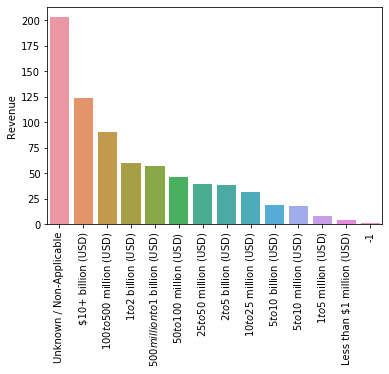 200
175
150
125
100
75
50
25
0
Revenue
Unknown / Non-Applicable
$10+ billion (USD)
100to500 million (USD)
1to2 billion (USD)
500millionto1 billion (USD)
50to100 million (USD)
25to50 million (USD)
2to5 billion (USD)
10to25 million (USD)
5to10 billion (USD)
5to10 million (USD)
1to5 million (USD)
Less than $1 million (USD)
-1